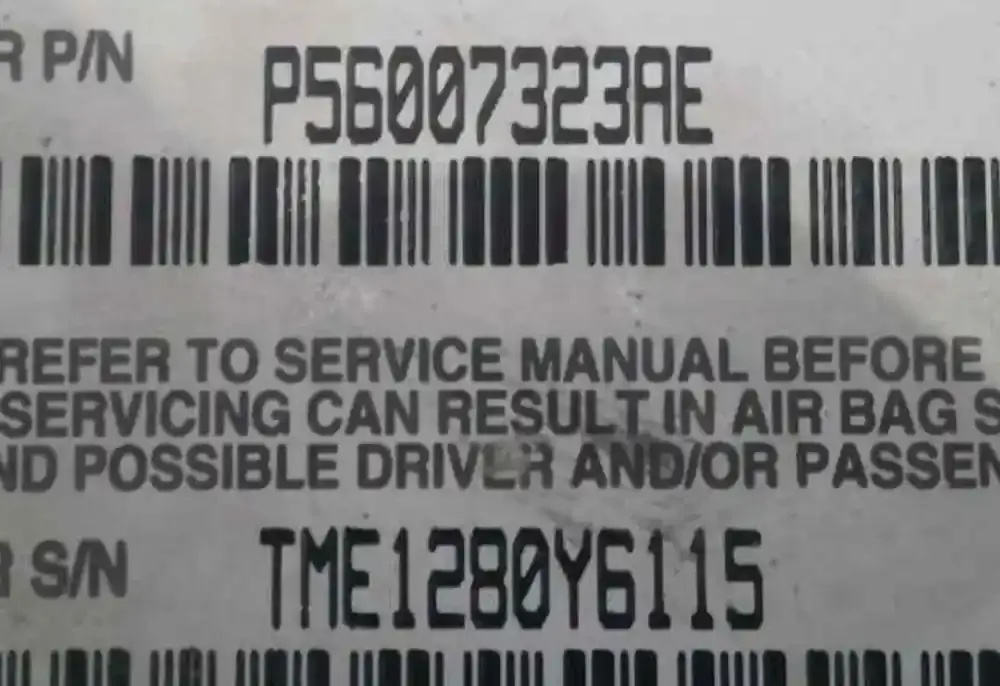 R P/N P56007323AE
REFER TO SERVICE MANUAL BEFORE
SERVICING CAN RESULT IN AIR BAG S
ND POSSIBLE DRIVER AND/OR PASSEN
R S/N TME1280Y6115